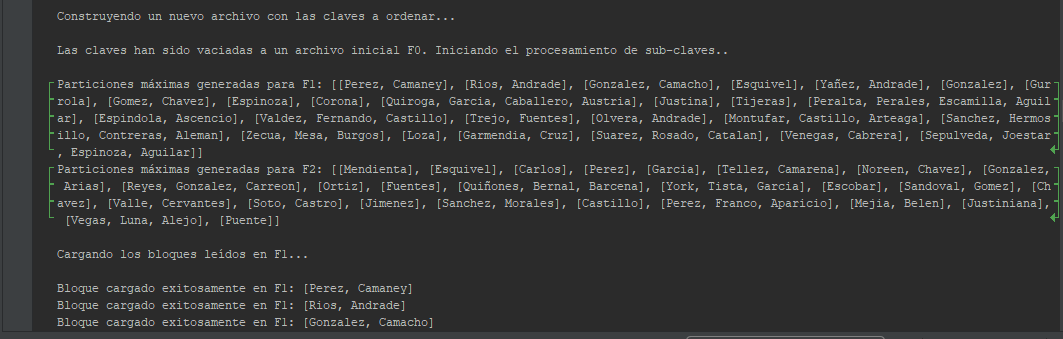 Construyendo un nuevo archivo con las claves a ordenar...
Las claves han sido vaciadas a un archivo inicial F0. Iniciando el procesamiento de sub-claves..
Particiones máximas generadas para F1: [[Perez, Camaney], [Rios, Andrade], [Gonzalez, Camacho], [Esquivel], [Yañez, Andrade], [Gonzalez], [Gur
rola], [Gomez, Chavez], [Espinoza], [Corona], [Quiroga, Garcia, Caballero, Austria], [Justina], [Tijeras], [Peralta, Perales, Escamilla, Aguil
ar], [Espindola, Ascencio], [Valdez, Fernando, Castillo], [Trejo, Fuentes], [Olvera, Andrade], [Montufar, Castillo, Arteaga], [Sanchez, Hermos
illo, Contreras, Aleman], [Zecua, Mesa, Burgos], [Loza], [Garmendia, Cruz], [Suarez, Rosado, Catalan], [Venegas, Cabrera], [Sepulveda, Joestar
, Espinoza, Aguilar]]
Particiones máximas generadas para F2: [[Mendienta], [Esquivel], [Carlos], [Perez], [Garcia], [Tellez, Camarena], [Noreen, Chavez], [Gonzalez,
Arias], [Reyes, Gonzalez, Carreon], [Ortiz], [Fuentes], [Quiñones, Bernal, Barcena], [York, Tista, Garcia], [Escobar], [Sandoval, Gomez], [Ch
avez], [Valle, Cervantes], [Soto, Castro], [Jimenez], [Sanchez, Morales], [Castillo], [Perez, Franco, Aparicio], [Mejia, Belen], [Justiniana],
[Vegas, Luna, Alejo], [Puente]]
Cargando los bloques leídos en F1...
Bloque cargado exitosamente en F1: [Perez, Camaney]
Bloque cargado exitosamente en F1: [Rios, Andrade]
Bloque cargado exitosamente en F1: [Gonzalez, Camacho]